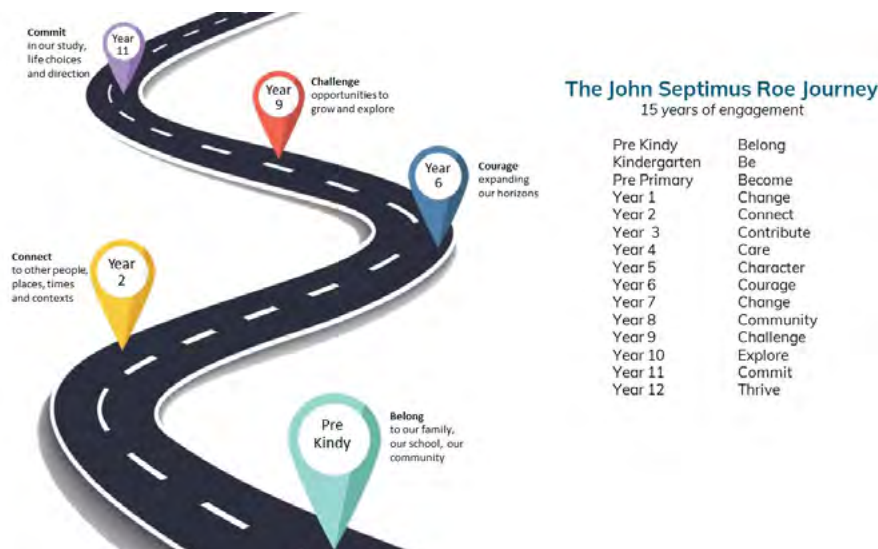 Commit
in our study,
life choices
and direction
Year
11
Year
9
Challenge
opportunities to
grow and explore
Year
6
Courage
expanding
our horizons
Connect
to other people,
places, times
and contexts
Year
2
Pre
Kindy
Belong
to our family,
our school, our
community
The John Septimus Roe Journey
15 years of engagement
Pre Kindy Belong
Kindergarten Be
Pre Primary Become
Year 1 Change
Year 2 Connect
Year 3 Contribute
Year 4 Care
Year 5 Character
Year 6 Courage
Year 7 Change
Year 8 Community
Year 9 Challenge
Year 10 Explore
Year 11 Commit
Year 12 Thrive